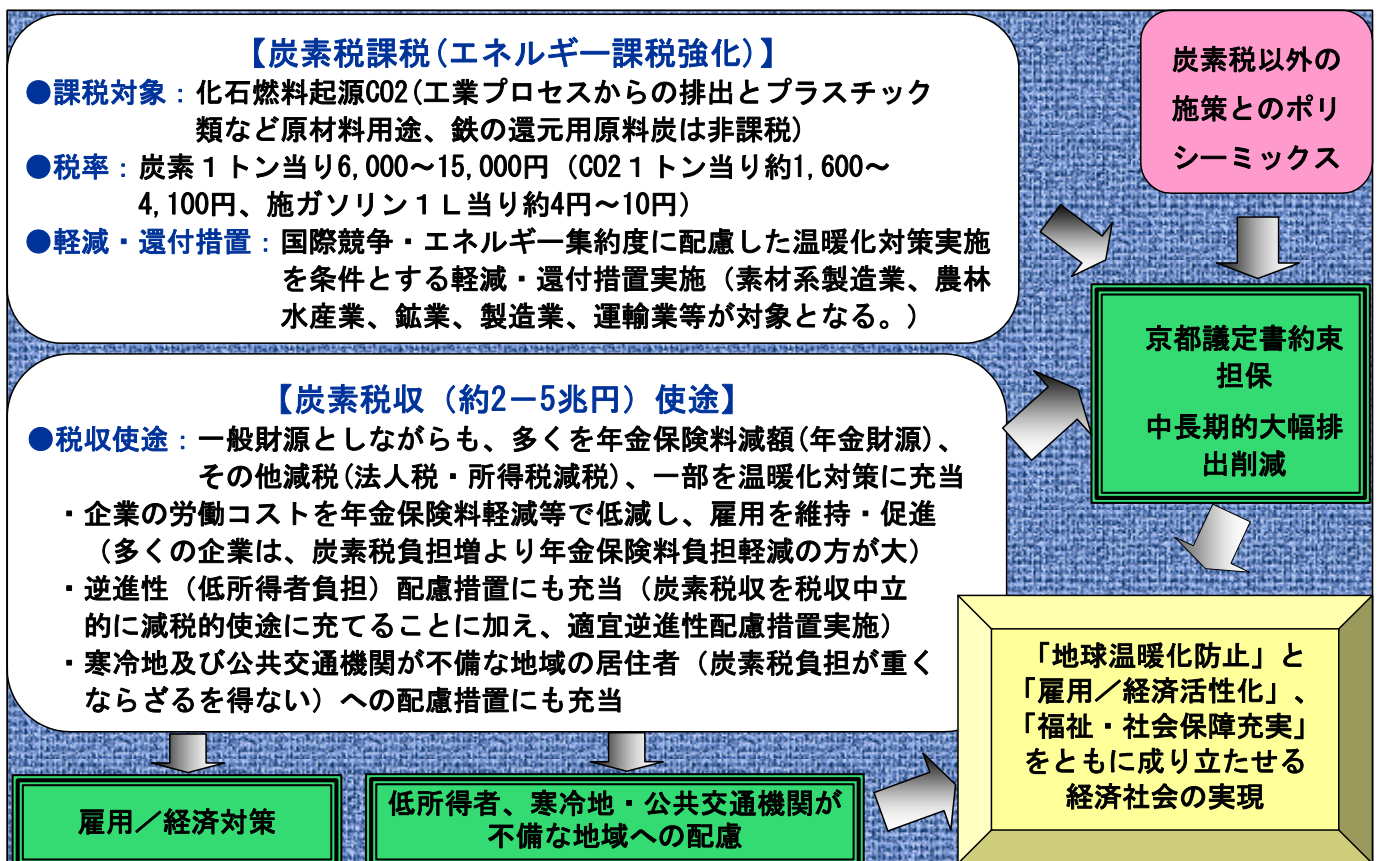 【炭素税課税(エネルギー課税強化)】
●課税対象：化石燃料起源CO2(工業プロセスからの排出とプラスチック
類など原材料用途、鉄の還元用原料炭は非課税)
●税率：炭素１トン当り6,000～15,000円（CO2１トン当り約1,600～
4,100円、施ガソリン１Ｌ当り約4円～10円）
●軽減・還付措置：国際競争・エネルギー集約度に配慮した温暖化対策実施
を条件とする軽減・還付措置実施（素材系製造業、農林
水産業、鉱業、製造業、運輸業等が対象となる。）
炭素税以外の
施策とのポリ
シーミックス
京都議定書約束
担保
中長期的大幅排
出削減
【炭素税収（約2－5兆円）使途】
●税収使途：一般財源としながらも、多くを年金保険料減額(年金財源)、
その他減税(法人税・所得税減税)、一部を温暖化対策に充当
・企業の労働コストを年金保険料軽減等で低減し、雇用を維持・促進
（多くの企業は、炭素税負担増より年金保険料負担軽減の方が大）
・逆進性（低所得者負担）配慮措置にも充当（炭素税収を税収中立
的に減税的使途に充てることに加え、適宜逆進性配慮措置実施）
・寒冷地及び公共交通機関が不備な地域の居住者（炭素税負担が重く
ならざるを得ない）への配慮措置にも充当
雇用／経済対策
低所得者、寒冷地・公共交通機関が
不備な地域への配慮
「地球温暖化防止」と
「雇用／経済活性化」、
「福祉・社会保障充実」
をともに成り立たせる
経済社会の実現